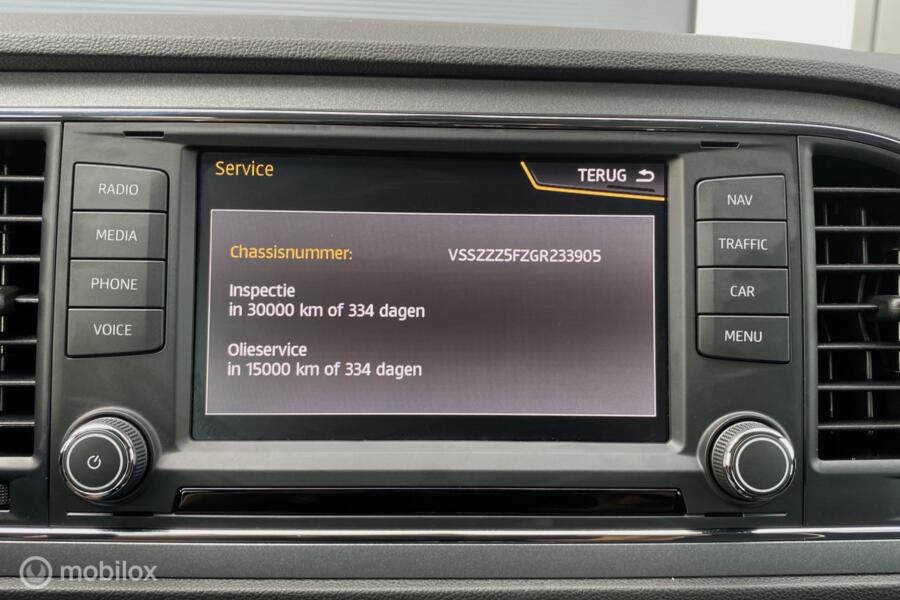 Service
TERUG
RADIO
MEDIA
PHONE
VOICE
NAV
TRAFFIC
CAR
MENU
Chassisnummer: VSSZZZ5FZGR233905
Inspectie
in 30000 km of 334 dagen
Olieservice
in 15000 km of 334 dagen
mobilox